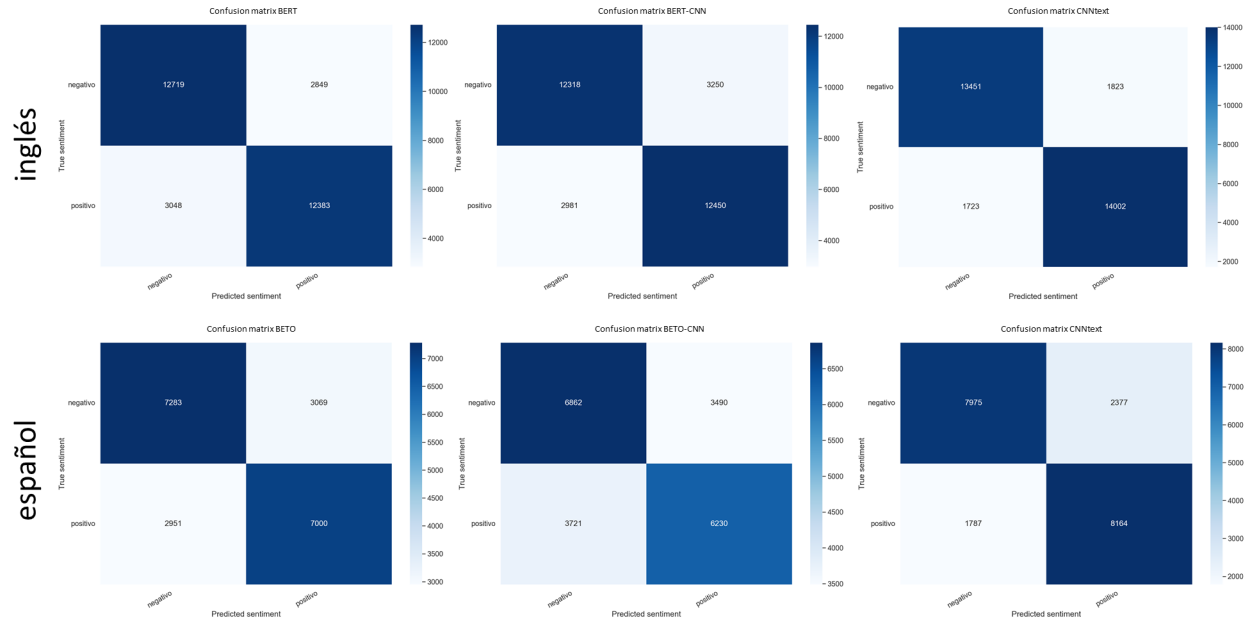 inglés
Confusion matrix BERT
12719 2849
3048 12383
negativo
positivo
True sentiment
negativo positivo
Predicted sentiment
12000
10000
8000
6000
4000
Confusion matrix BERT-CNN
12318 3250
2981 12450
negativo
positivo
True sentiment
negativo positivo
Predicted sentiment
12000
10000
8000
6000
4000
Confusion matrix CNNtext
13451 1823
1723 14002
negativo
positivo
True sentiment
negativo positivo
Predicted sentiment
14000
12000
10000
8000
6000
4000
2000
español
Confusion matrix BETO
7283 3069
2951 7000
negativo
positivo
True sentiment
negativo positivo
Predicted sentiment
7000
6500
6000
5500
5000
4500
4000
3500
3000
Confusion matrix BETO-CNN
6862 3490
3721 6230
negativo
positivo
True sentiment
negativo positivo
Predicted sentiment
6500
6000
5500
5000
4500
4000
3500
Confusion matrix CNNtext
7975 2377
1787 8164
negativo
positivo
True sentiment
negativo positivo
Predicted sentiment
8000
7000
6000
5000
4000
3000
2000